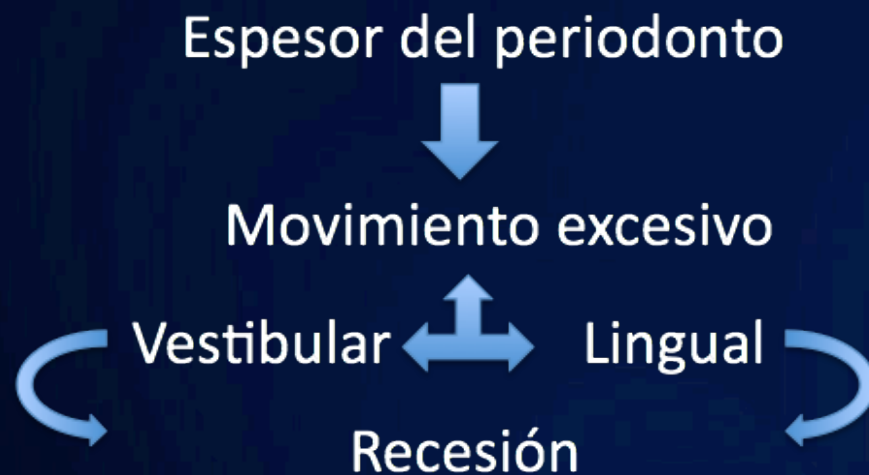 Espesor del periodonto
Movimiento excesivo
Vestibular Lingual
Recesión